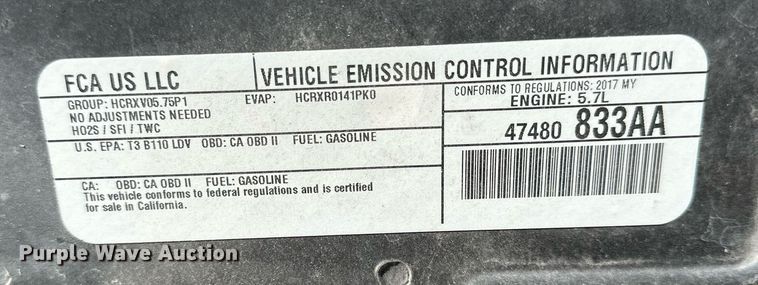 FCA US LLC
VEHICLE EMISSION CONTROL INFORMATION
GROUP: HCRXV05.75P1 EVAP: HCRXR0141PK0
NO ADJUSTMENTS NEEDED
HO2S / SFI / TWC
CONFORMS TO REGULATIONS: 2017 MY
ENGINE: 5.7L
47480 833AA
U.S. EPA: T3 B110 LDV OBD: CA OBD II FUEL: GASOLINE
CA: OBD: CA OBD II FUEL: GASOLINE
This vehicle conforms to federal regulations and is certified
for sale in California.
Purple Wave Auction